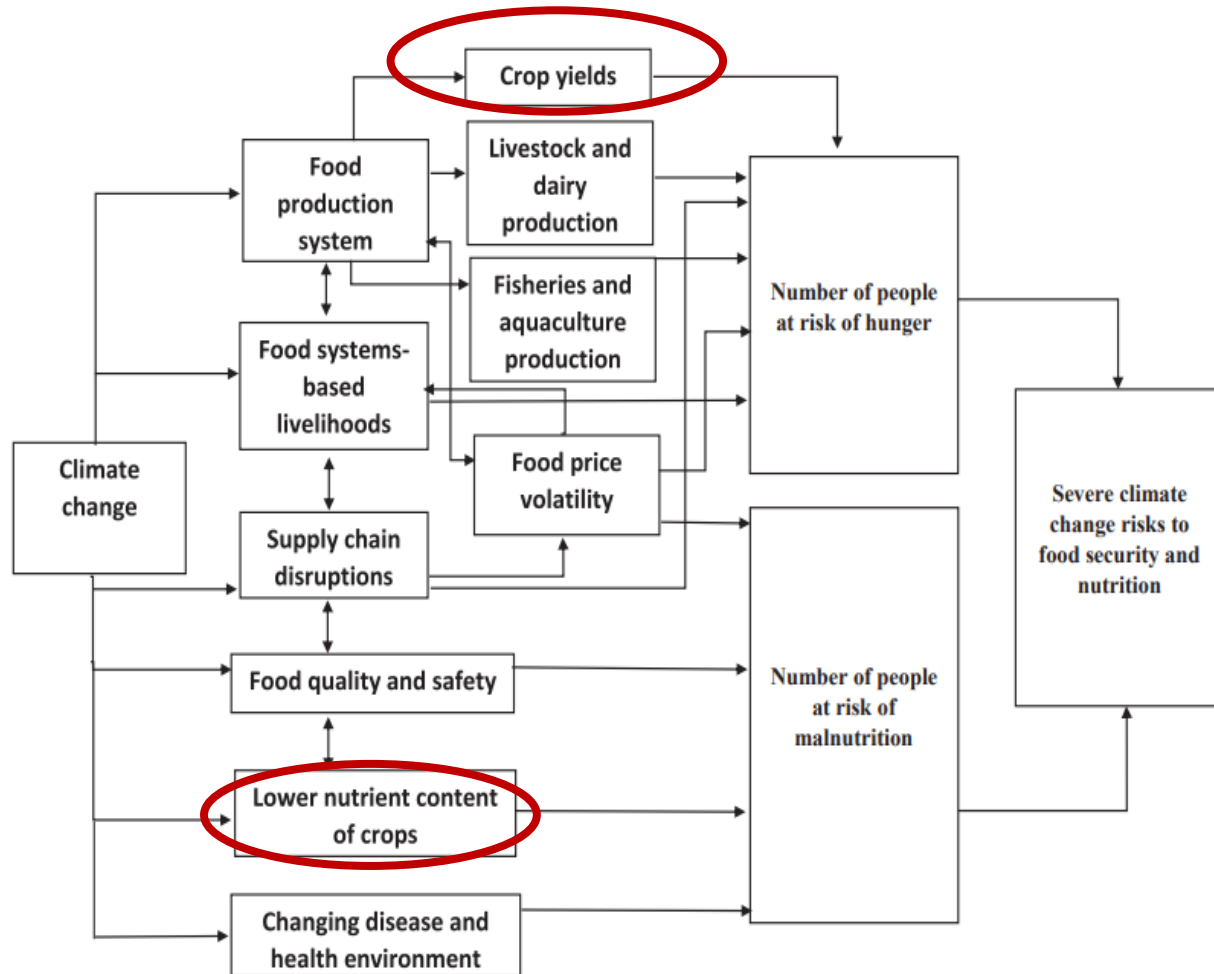 Crop yields
Food
production
system
Livestock and
dairy
production
Fisheries and
aquaculture
production
Number of people
at risk of hunger
Food systems-
based
livelihoods
Climate
change
Food price
volatility
Supply chain
disruptions
Severe climate
change risks to
food security and
nutrition
Food quality and safety
Number of people
at risk of
malnutrition
Lower nutrient content
of crops
Changing disease and
health environment